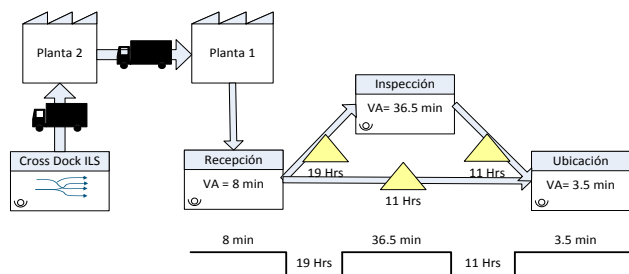 Planta 2
Planta 1
Inspección
VA= 36.5 min
Cross Dock ILS
Recepción
VA = 8 min
19 Hrs
11 Hrs
11 Hrs
Ubicación
VA= 3.5 min
8 min
19 Hrs
36.5 min
11 Hrs
3.5 min